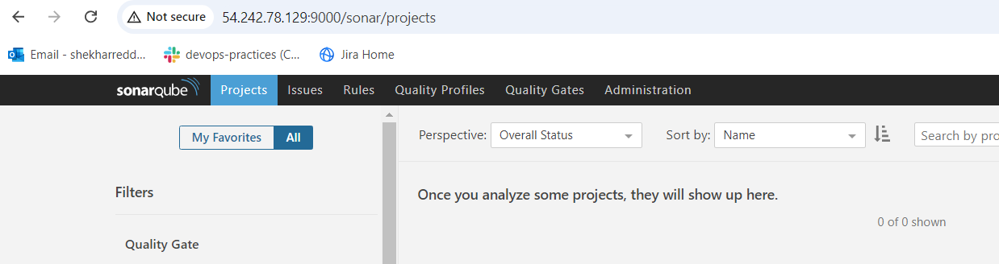 Not secure 54.242.78.129:9000/sonar/projects
Email - shekharredd... devops-practices (C... Jira Home
sonarqube Projects Issues Rules Quality Profiles Quality Gates Administration
My Favorites All
Perspective: Overall Status Sort by: Name Search by pro
Filters
Once you analyze some projects, they will show up here.
0 of 0 shown
Quality Gate